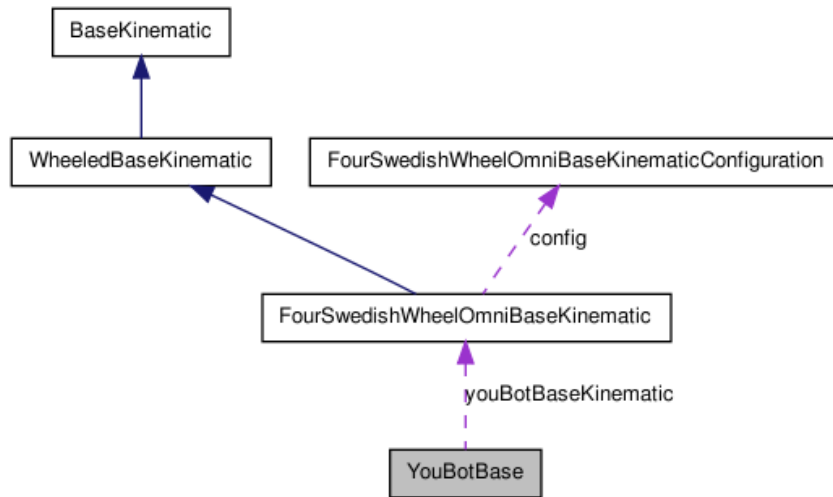 BaseKinematic
WheeledBaseKinematic
FourSwedishWheelOmniBaseKinematicConfiguration
config
FourSwedishWheelOmniBaseKinematic
youBotBaseKinematic
YouBotBase